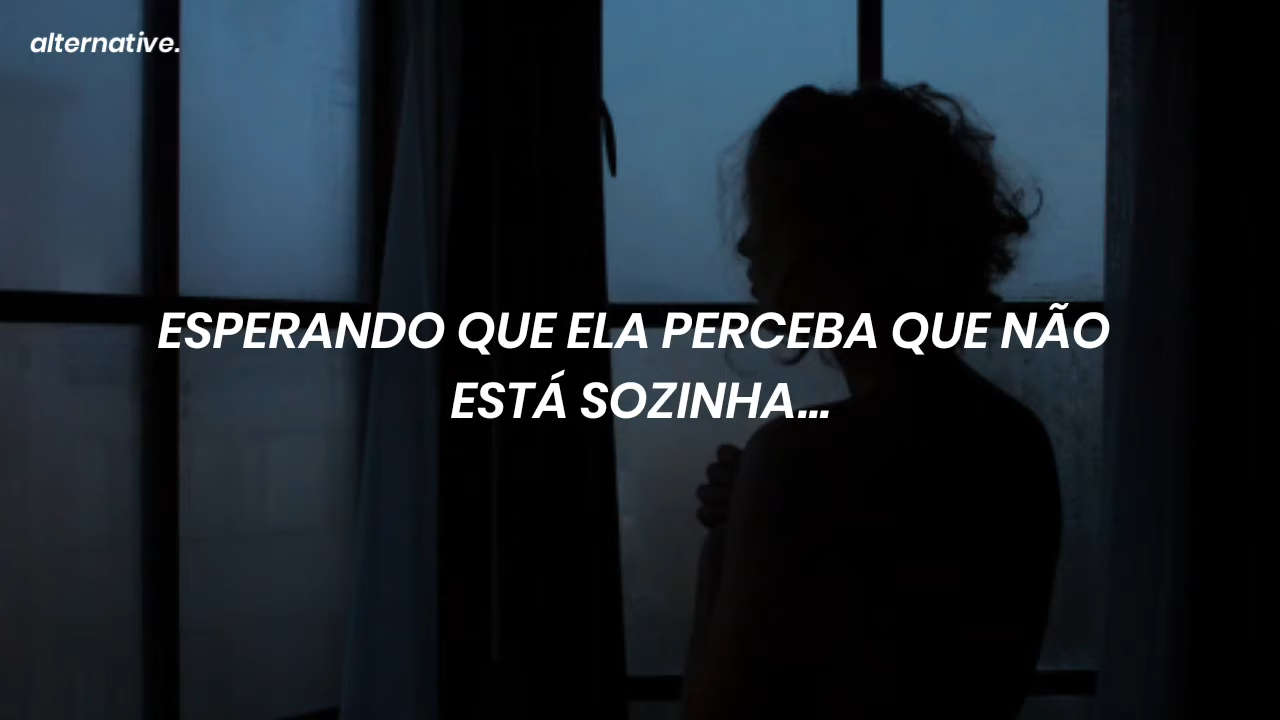 alternative.
ESPERANDO QUE ELA PERCEBA QUE NÃO
ESTÁ SOZINHA...